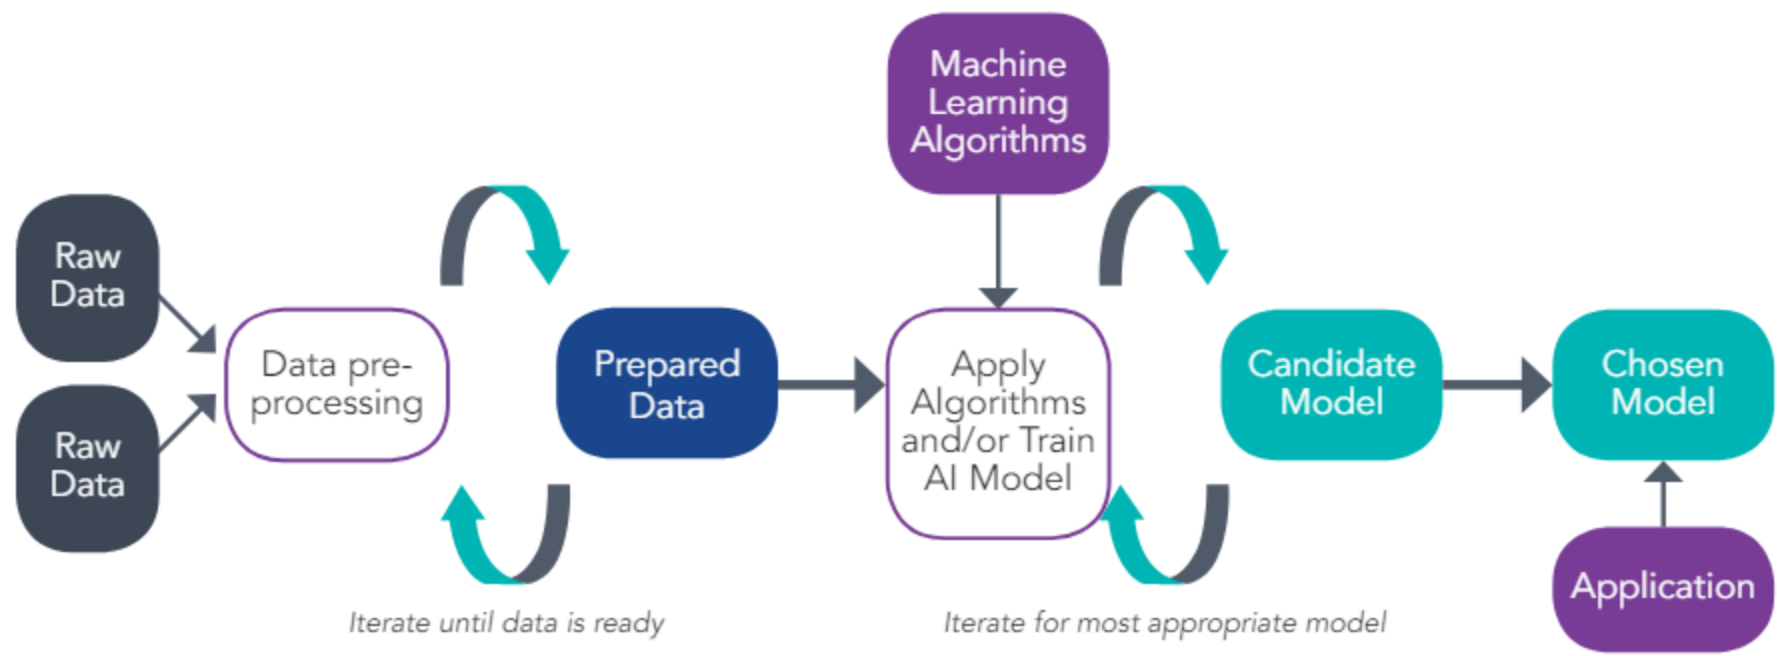 Machine
Learning
Algorithms
Raw
Data
Raw
Data
Data pre-
processing
Prepared
Data
Apply
Algorithms
and/or Train
AI Model
Candidate
Model
Chosen
Model
Application
Iterate until data is ready
Iterate for most appropriate model